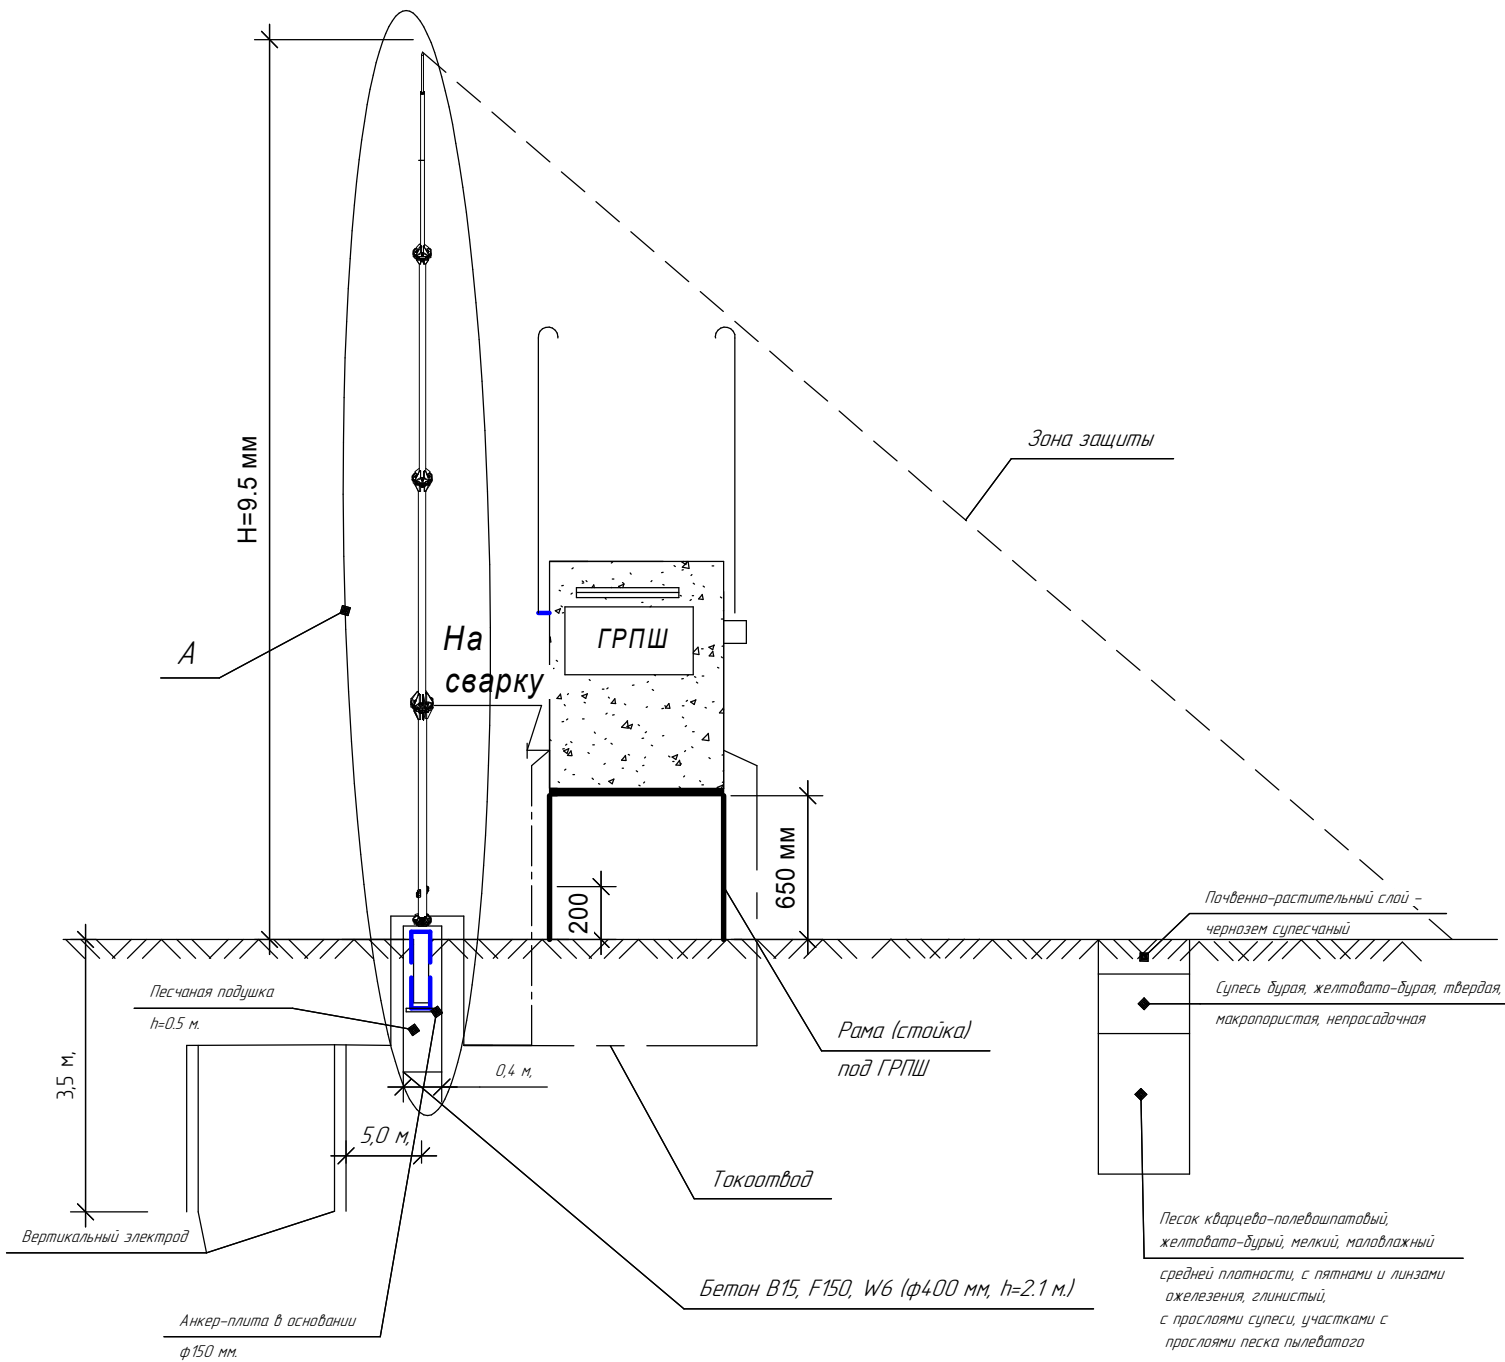 Н=9.5 мм
Зона защиты
А
На
сварку
ГРПШ
650 мм
200
Почвенно-растительный слой -
чернозем супесчаный
Песчаная подушка
h=0.5 м.
Супесь бурая, желтовато-бурая, твердая,
макропористая, непросадочная
Рама (стойка)
под ГРПШ
3,5 м,
0,4 м,
5,0 м,
Токоотвод
Вертикальный электрод
Песок кварцево-полевошпатовый,
желтовато-бурый, мелкий, маловлажный
средней плотности, с пятнами и линзами
ожелезения, глинистый,
с прослоями супеси, участками с
прослоями песка пылеватого
Бетон В15, F150, W6 (ф400 мм, h=2.1 м.)
Анкер-плита в основании
ф150 мм.